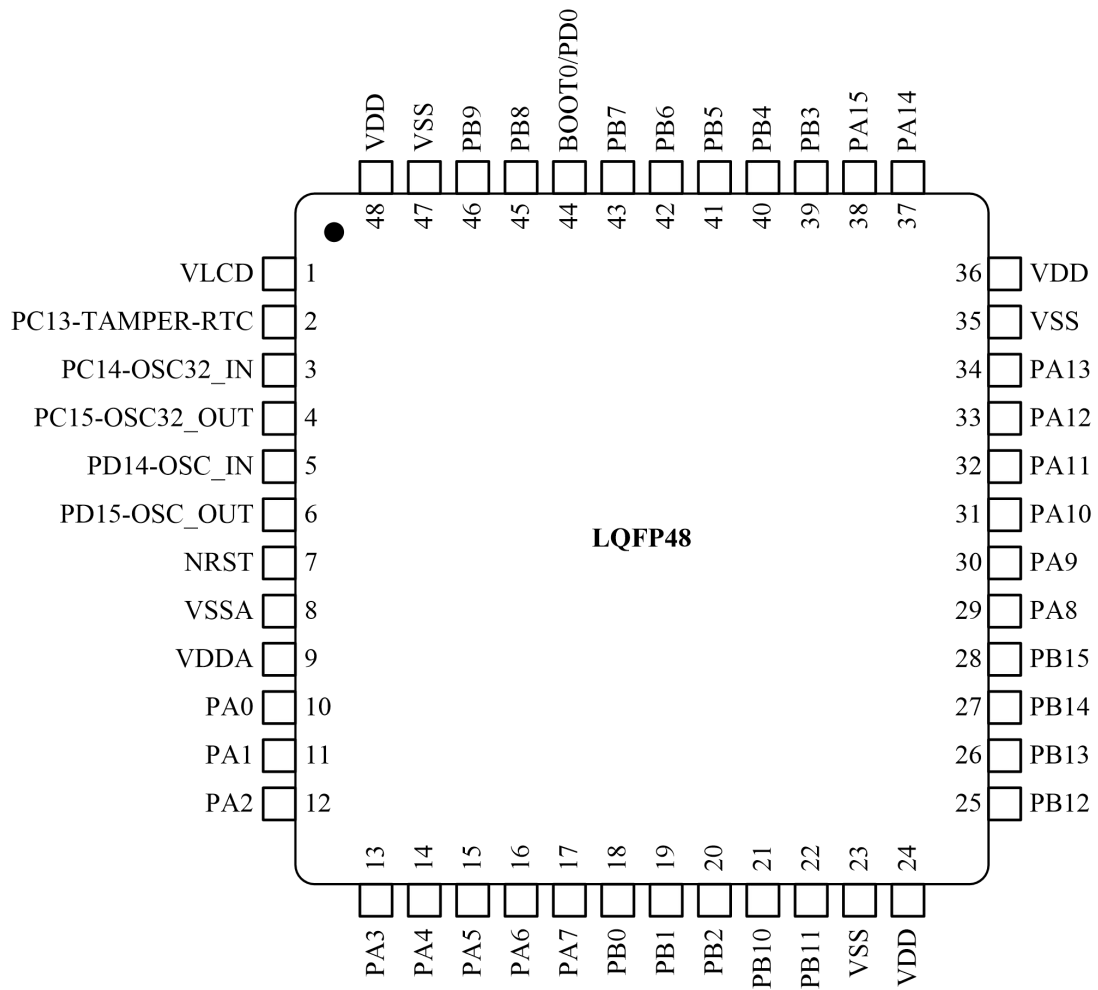 VDD VSS PB9 PB8 BOOT0/PD0 PB7 PB6 PB5 PB4 PB3 PA15 PA14
48 47 46 45 44 43 42 41 40 39 38 37
VLCD 1 36 VDD
PC13-TAMPER-RTC 2 35 VSS
PC14-OSC32_IN 3 34 PA13
PC15-OSC32_OUT 4 33 PA12
PD14-OSC_IN 5 32 PA11
PD15-OSC_OUT 6 31 PA10
LQFP48
NRST 7 30 PA9
VSSA 8 29 PA8
VDDA 9 28 PB15
PA0 10 27 PB14
PA1 11 26 PB13
PA2 12 25 PB12
13 14 15 16 17 18 19 20 21 22 23 24
PA3 PA4 PA5 PA6 PA7 PB0 PB1 PB2 PB10 PB11 VSS VDD